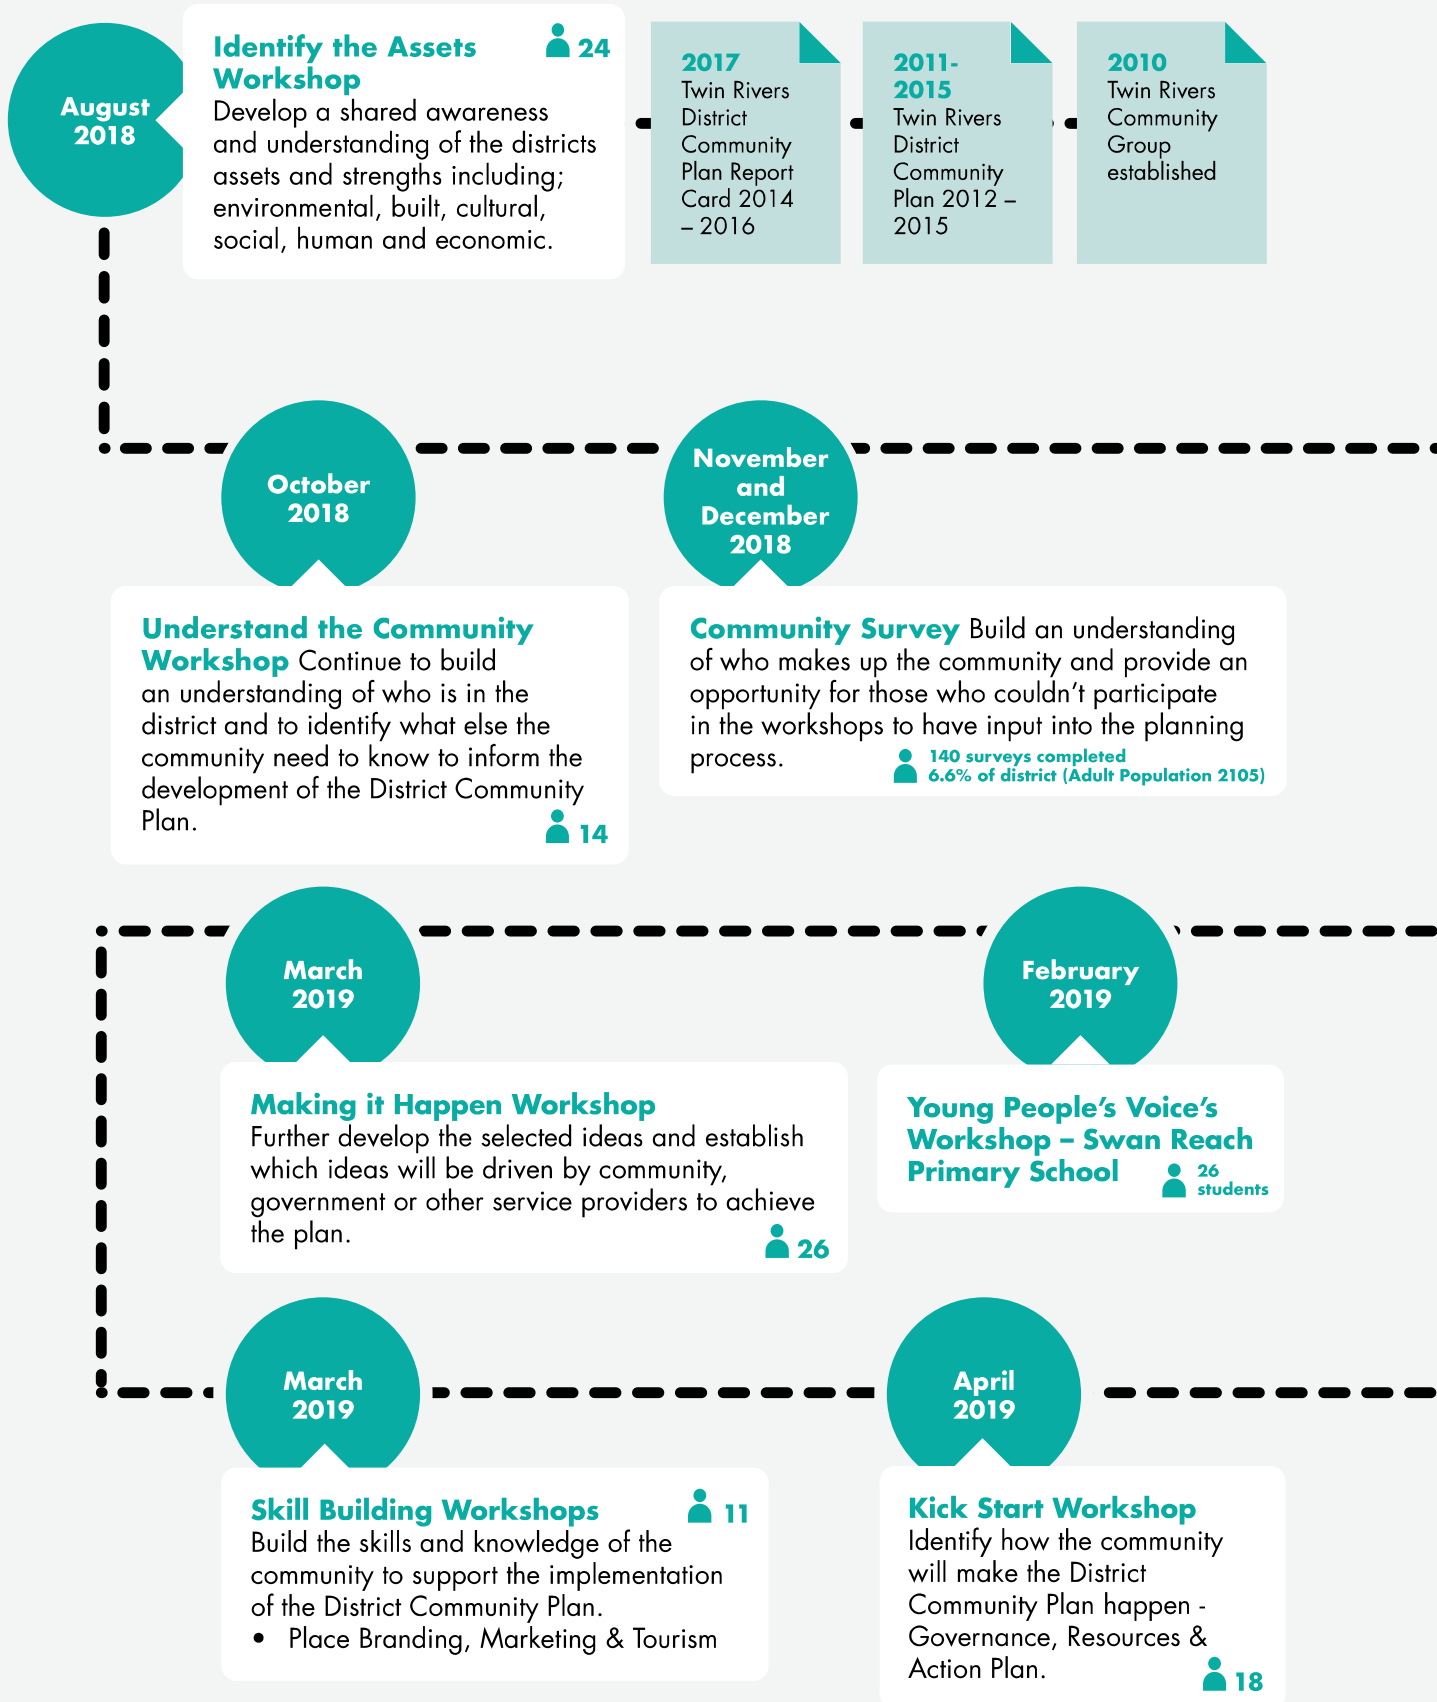 August
2018
Identify the Assets
Workshop
24
Develop a shared awareness
and understanding of the districts
assets and strengths including;
environmental, built, cultural,
social, human and economic.
2017
Twin Rivers
District
Community
Plan Report
Card 2014
– 2016
2011-
2015
Twin Rivers
District
Community
Plan 2012 –
2015
2010
Twin Rivers
Community
Group
established
October
2018
Understand the Community
Workshop Continue to build
an understanding of who is in the
district and to identify what else the
community need to know to inform the
development of the District Community
Plan.
14
November
and
December
2018
Community Survey Build an understanding
of who makes up the community and provide an
opportunity for those who couldn’t participate
in the workshops to have input into the planning
process.
140 surveys completed
6.6% of district (Adult Population 2105)
March
2019
Making it Happen Workshop
Further develop the selected ideas and establish
which ideas will be driven by community,
government or other service providers to achieve
the plan.
26
February
2019
Young People’s Voice’s
Workshop – Swan Reach
Primary School
26
students
March
2019
Skill Building Workshops
11
Build the skills and knowledge of the
community to support the implementation
of the District Community Plan.
• Place Branding, Marketing & Tourism
April
2019
Kick Start Workshop
Identify how the community
will make the District
Community Plan happen -
Governance, Resources &
Action Plan.
18